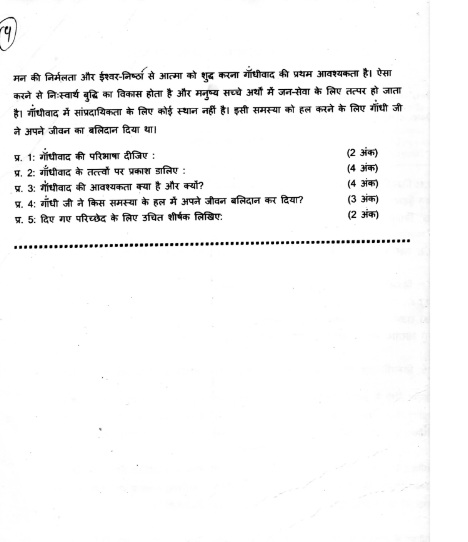 4
मन की निर्मलता और ईश्वर-निष्ठा से आत्मा को शुद्ध करना गाँधीवाद की प्रथम आवश्यकता है। ऐसा
करने से निःस्वार्थ बुद्धि का विकास होता है और मनुष्य सच्चे अर्थों में जन-सेवा के लिए तत्पर हो जाता
है। गाँधीवाद में सांप्रदायिकता के लिए कोई स्थान नहीं है। इसी समस्या को हल करने के लिए गाँधी जी
ने अपने जीवन का बलिदान दिया था।
प्र. 1: गाँधीवाद की परिभाषा दीजिए : (2 अंक)
प्र. 2: गाँधीवाद के तत्त्वों पर प्रकाश डालिए : (4 अंक)
प्र. 3: गाँधीवाद की आवश्यकता क्या है और क्यों? (4 अंक)
प्र. 4: गाँधी जी ने किस समस्या के हल में अपने जीवन बलिदान कर दिया? (3 अंक)
प्र. 5: दिए गए परिच्छेद के लिए उचित शीर्षक लिखिए: (2 अंक)